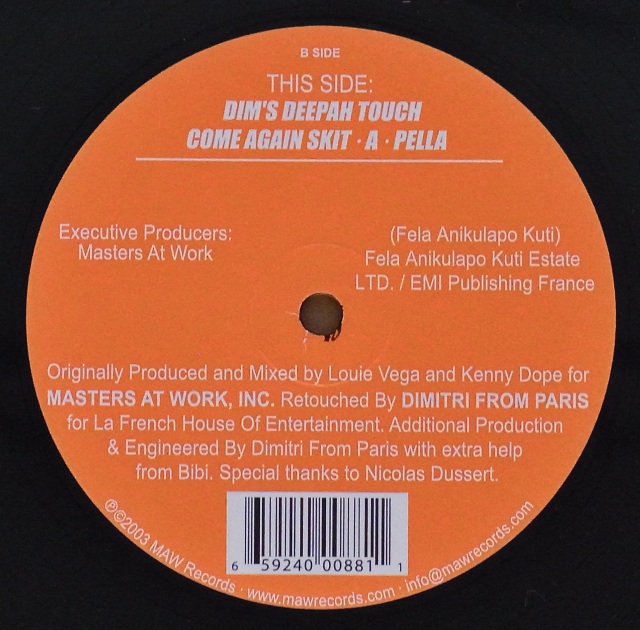 B SIDE
THIS SIDE:
DIM'S DEEPAH TOUCH
COME AGAIN SKIT · A · PELLA
Executive Producers:
Masters At Work
(Fela Anikulapo Kuti)
Fela Anikulapo Kuti Estate
LTD. / EMI Publishing France
Originally Produced and Mixed by Louie Vega and Kenny Dope for
MASTERS AT WORK, INC. Retouched By DIMITRI FROM PARIS
for La French House Of Entertainment. Additional Production
& Engineered By Dimitri From Paris with extra help
from Bibi. Special thanks to Nicolas Dussert.
6 59240 00881 1
℗©2003 MAW Records · www.mawrecords.com · info@mawrecords.com